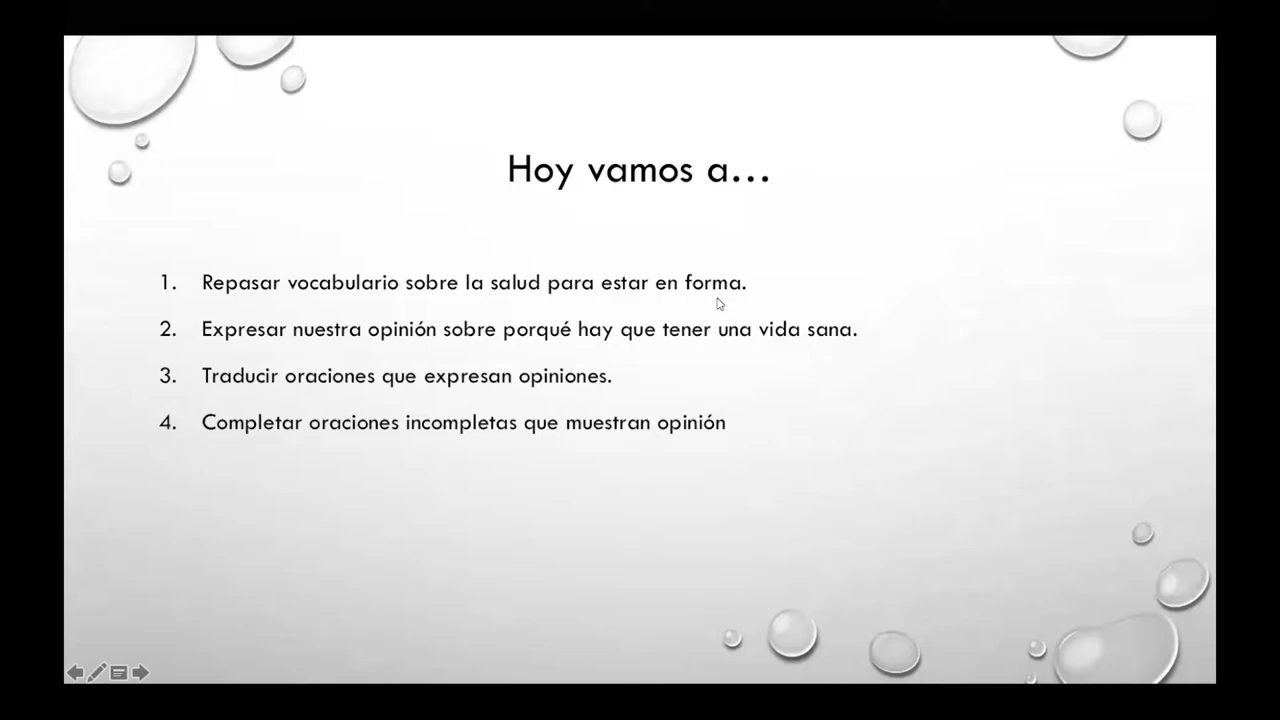 Hoy vamos a...
1. Repasar vocabulario sobre la salud para estar en forma.
2. Expresar nuestra opinión sobre porqué hay que tener una vida sana.
3. Traducir oraciones que expresan opiniones.
4. Completar oraciones incompletas que muestran opinión